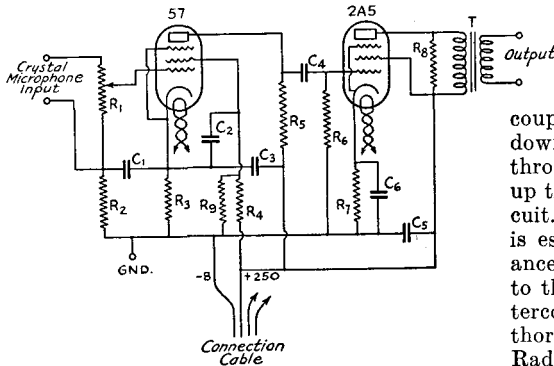 57
2A5
T
Crystal
Microphone
Input
R1
C2
C1
C3
R2
R3
R9
R4
R5
C4
R6
R7
C6
C5
R8
Output
GND.
-B
+250
Connection
Cable
coup
down
thro
up t
cuit.
is es
ance
to th
terco
thor
Rad